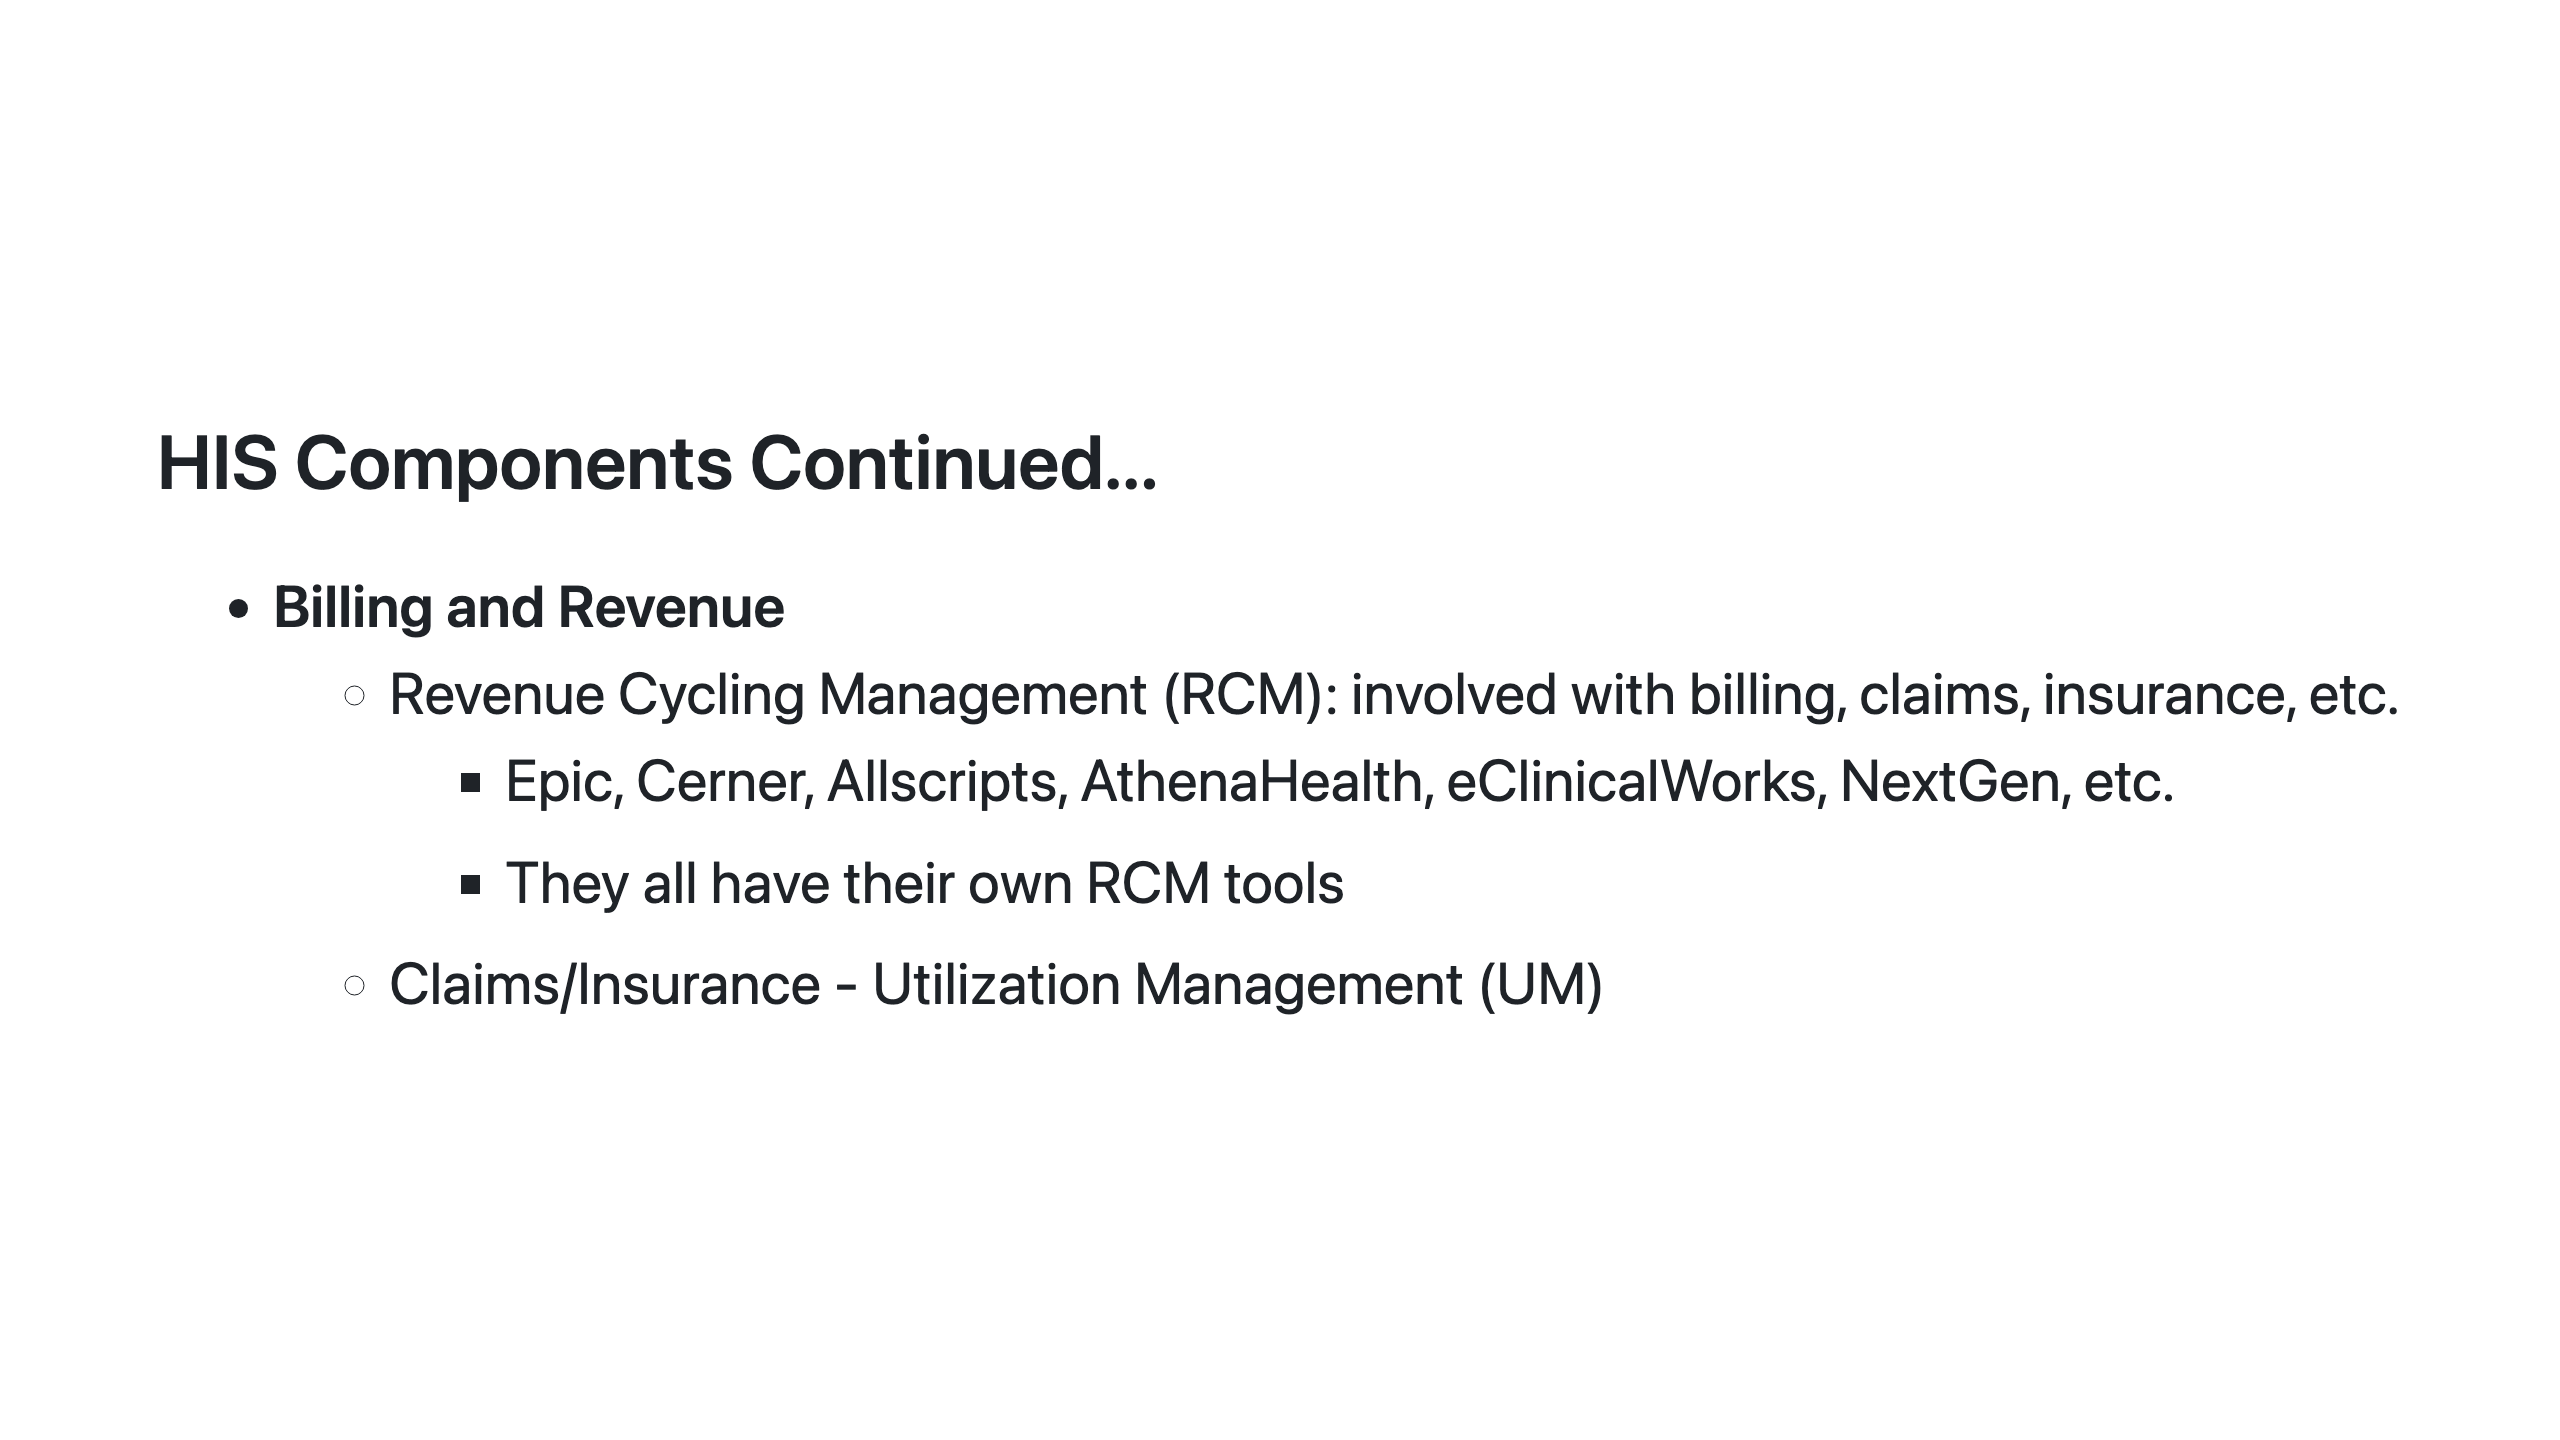 HIS Components Continued...
Billing and Revenue
Revenue Cycling Management (RCM): involved with billing, claims, insurance, etc.
Epic, Cerner, Allscripts, AthenaHealth, eClinicalWorks, NextGen, etc.
They all have their own RCM tools
Claims/Insurance - Utilization Management (UM)